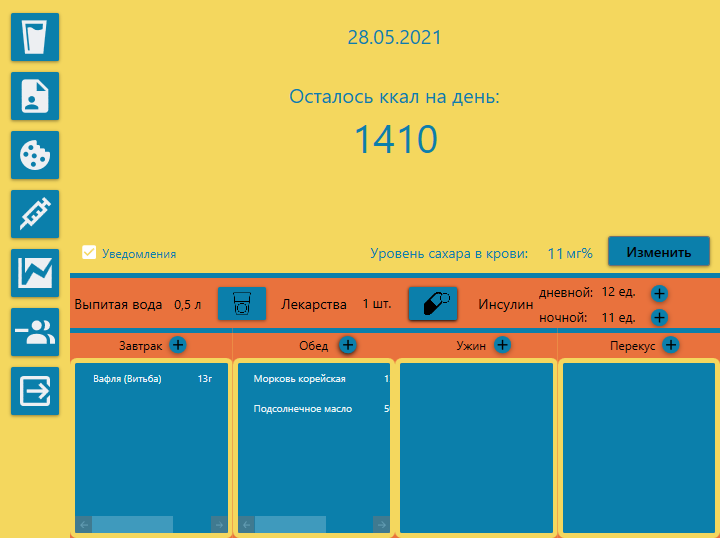 28.05.2021
Осталось ккал на день:
1410
Уведомления
Уровень сахара в крови: 11 мг%
Изменить
Выпитая вода 0,5 л
Лекарства 1 шт.
Инсулин
дневной: 12 ед.
ночной: 11 ед.
Завтрак
Обед
Ужин
Перекус
Вафля (Витьба) 13г
Морковь корейская
Подсолнечное масло